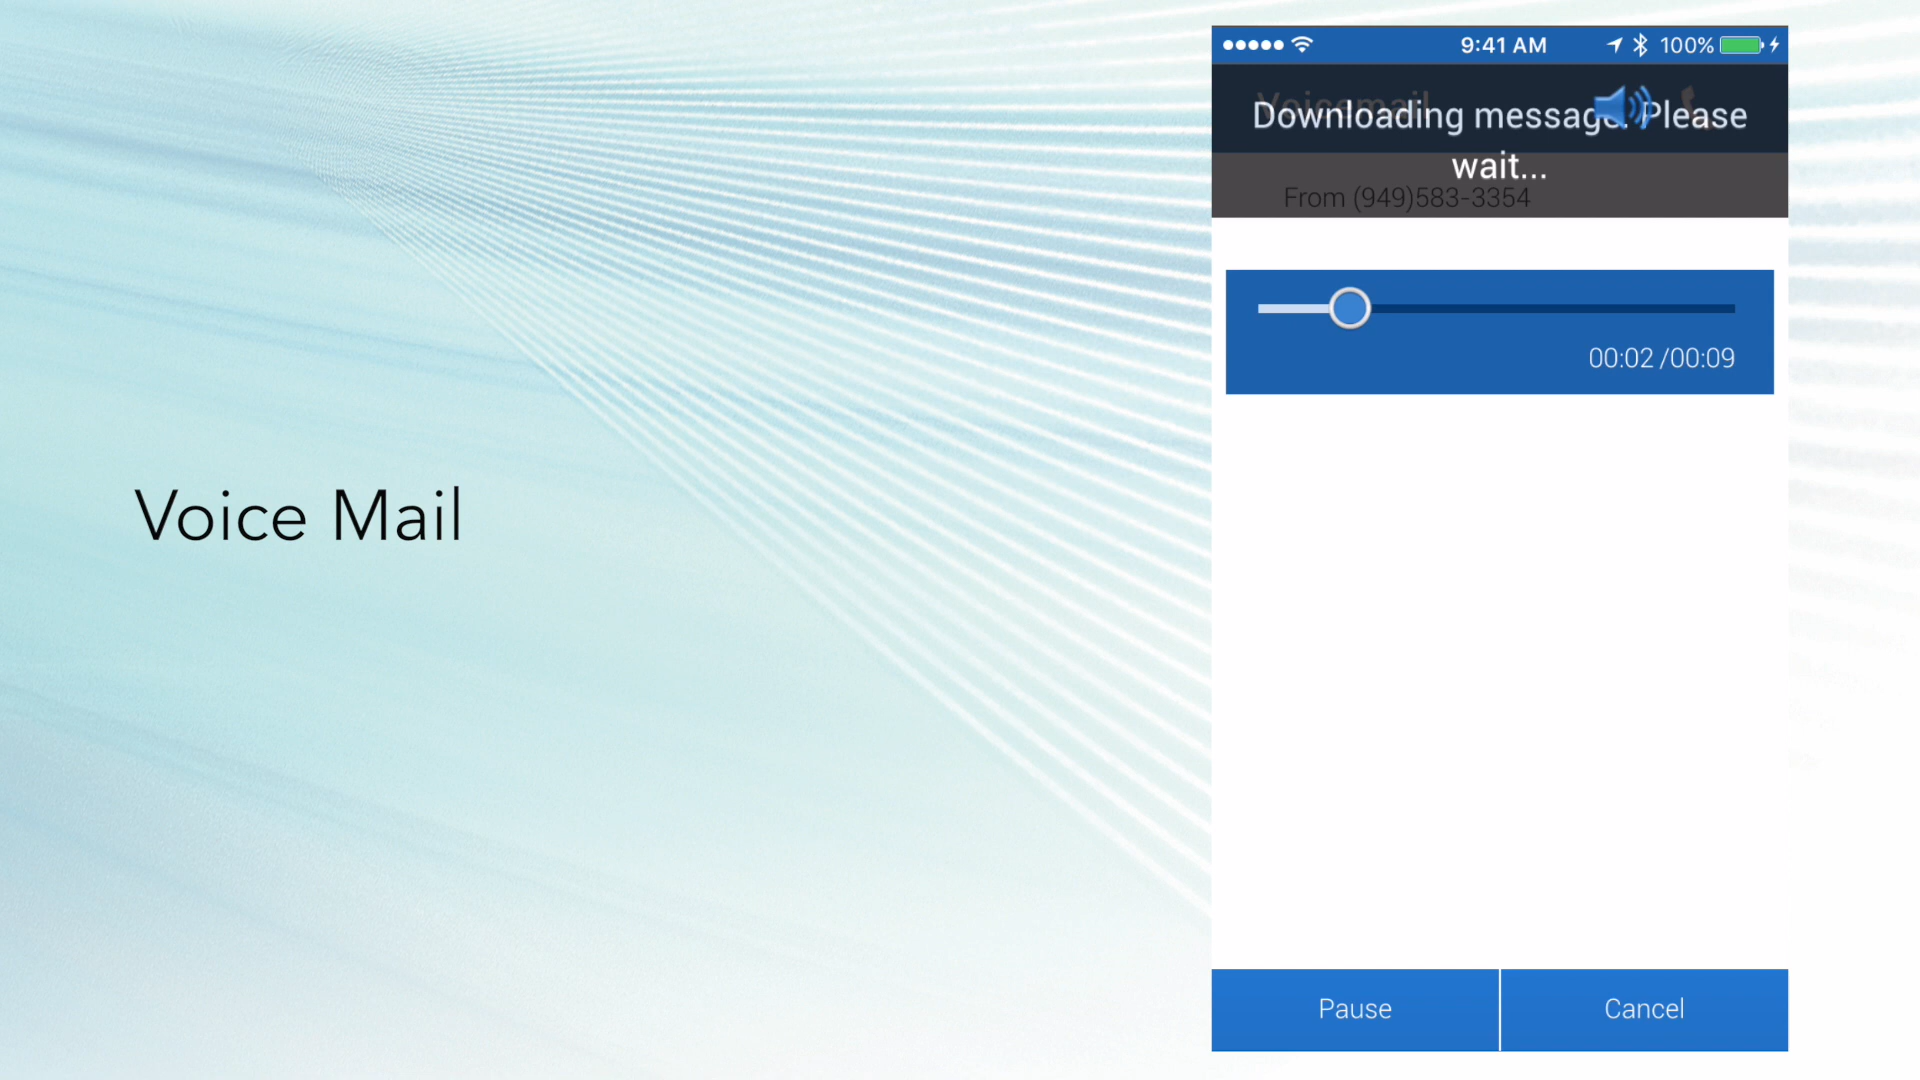 Voice Mail
9:41 AM
100%
Voicemail
Downloading message. Please
wait...
From (949)583-3354
00:02 /00:09
Pause
Cancel